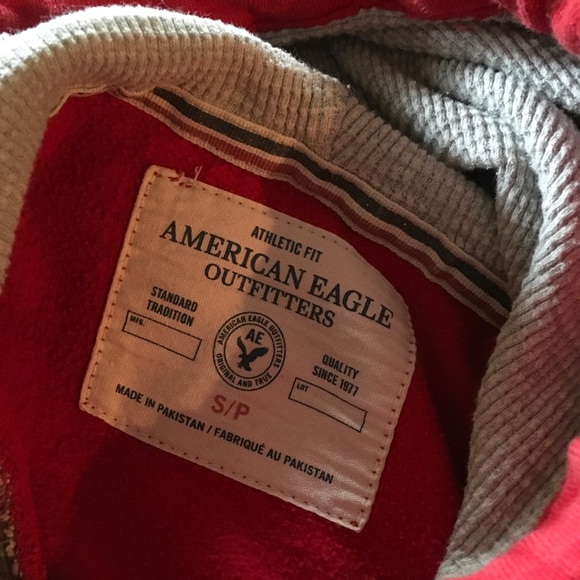 ATHLETIC FIT
AMERICAN EAGLE
OUTFITTERS
STANDARD
TRADITION
MFG.
AMERICAN EAGLE OUTFITTERS
AE
ORIGINAL AND TRUE
QUALITY
SINCE 1977
LOT
S/P
MADE IN PAKISTAN / FABRIQUÉ AU PAKISTAN